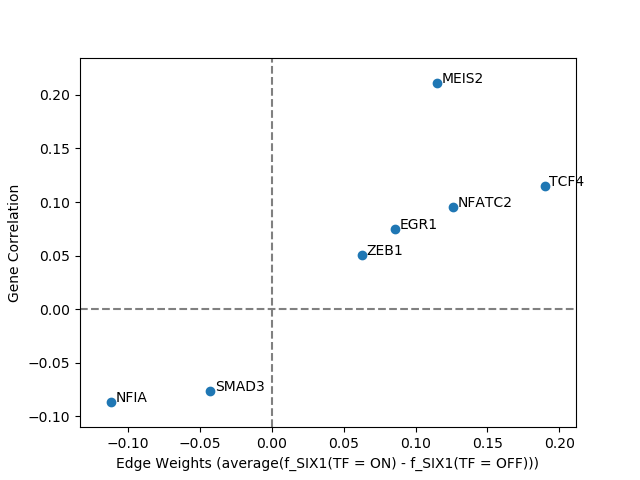 MEIS2
TCF4
NFATC2
EGR1
ZEB1
SMAD3
NFIA
0.20
0.15
0.10
0.05
0.00
−0.05
−0.10
Gene Correlation
−0.10 −0.05 0.00 0.05 0.10 0.15 0.20
Edge Weights (average(f_SIX1(TF = ON) - f_SIX1(TF = OFF)))